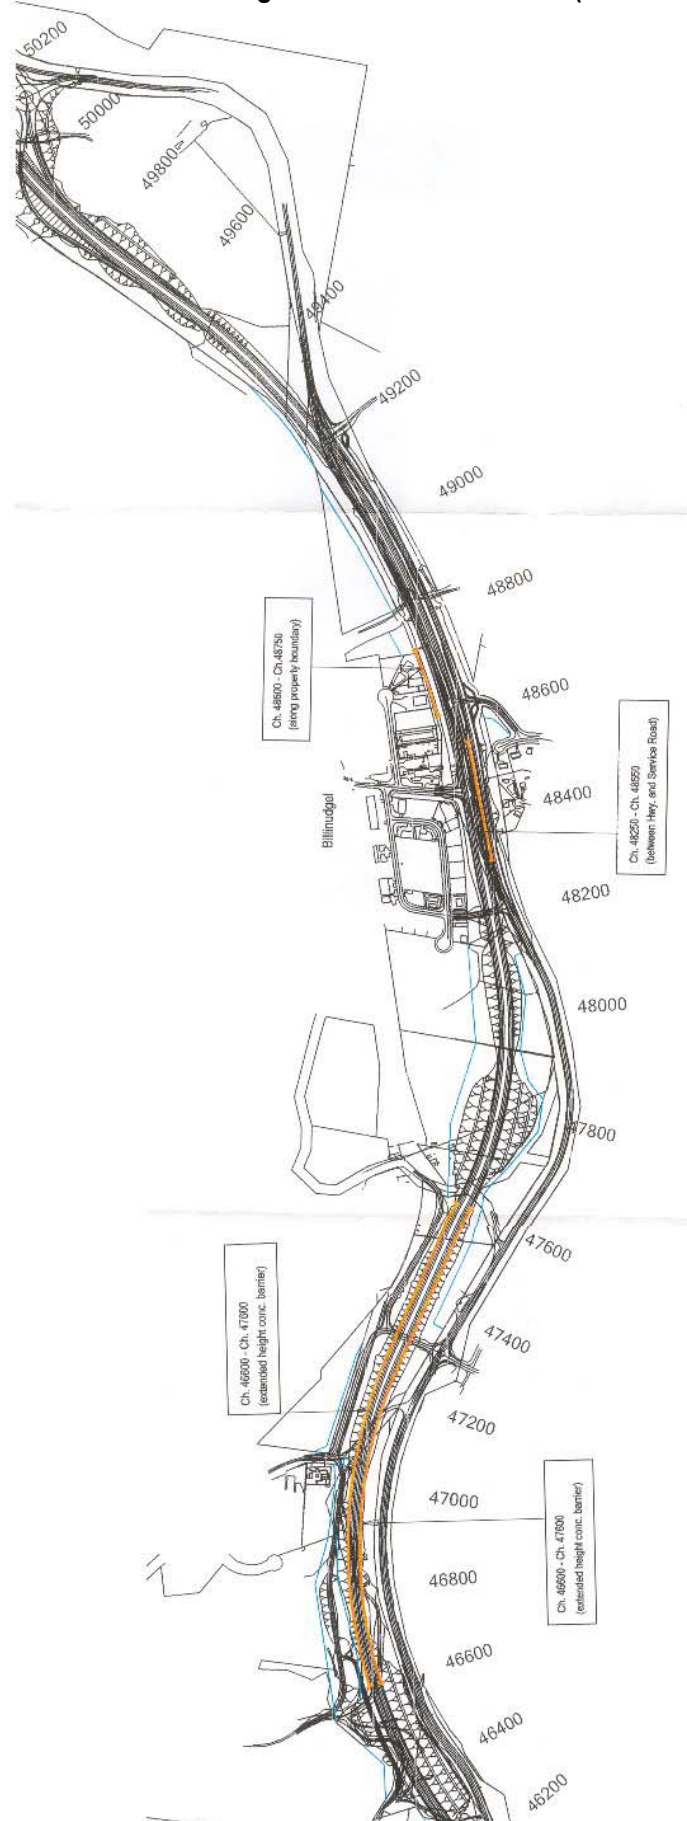 50200
50000
49800
49600
49400
49200
49000
48800
Ch. 48600 - Ch.48750
(along property boundary)
48600
Ch. 48250 - Ch. 48550
(between Hwy. and Service Road)
48400
Billinudgel
48200
48000
47800
47600
Ch. 46600 - Ch. 47600
(extended height conc. barrier)
47400
47200
47000
Ch. 46600 - Ch. 47600
(extended height conc. barrier)
46800
46600
46400
46200